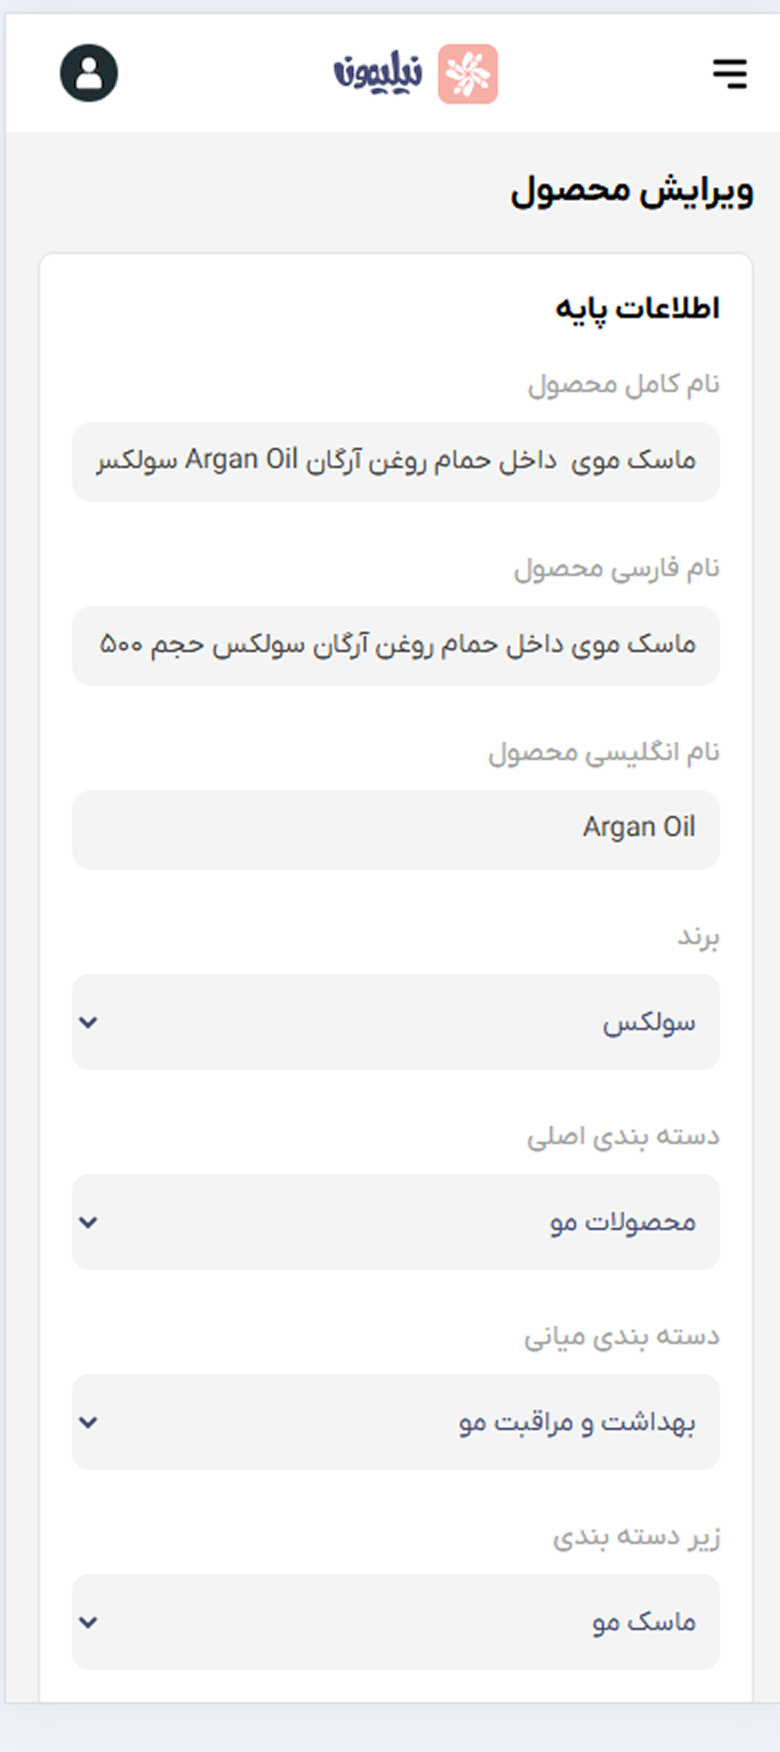 نیلیمونه
ویرایش محصول
اطلاعات پایه
نام کامل محصول
ماسک موی  داخل حمام روغن آرگان Argan Oil سولکس
نام فارسی محصول
ماسک موی داخل حمام روغن آرگان سولکس حجم ۵۰۰
نام انگلیسی محصول
Argan Oil
برند
سولکس
دسته بندی اصلی
محصولات مو
دسته بندی میانی
بهداشت و مراقبت مو
زیر دسته بندی
ماسک مو